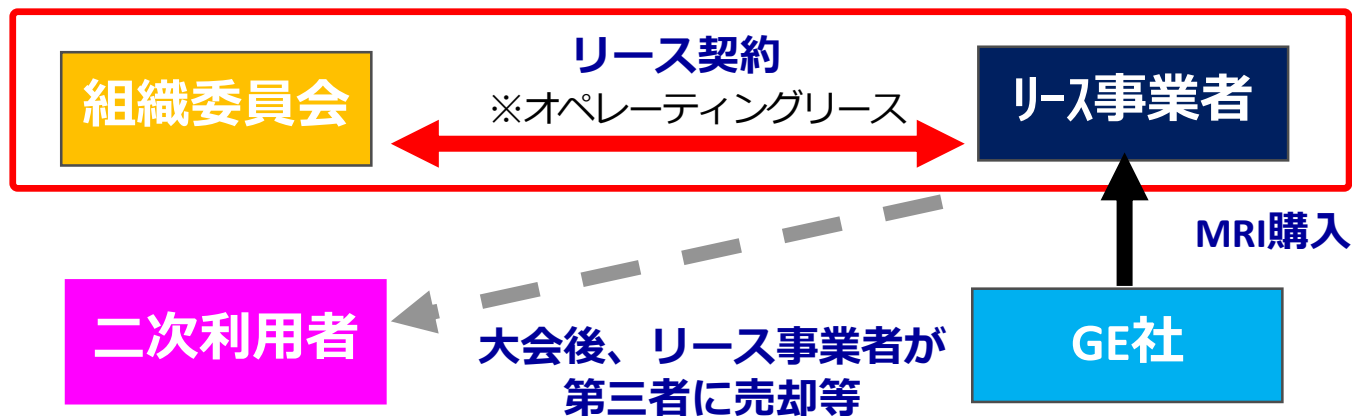 リース契約
組織委員会
※オペレーティングリース
ﾘｰｽ事業者
MRI購入
二次利用者
大会後、リース事業者が
第三者に売却等
GE社